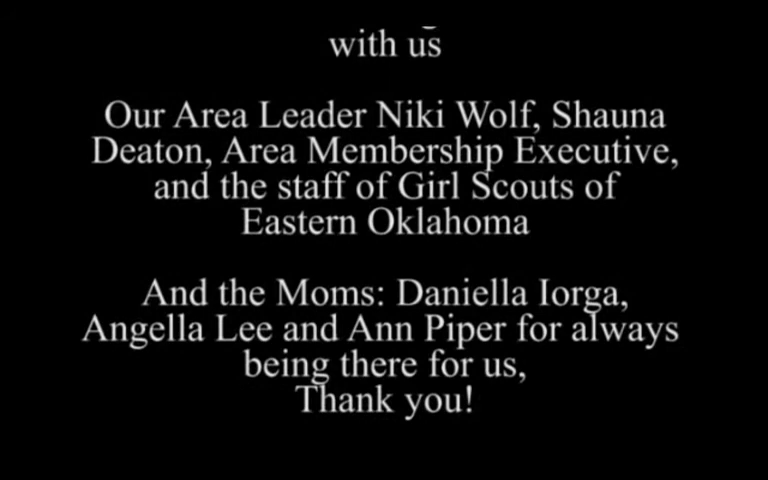 with us
Our Area Leader Niki Wolf, Shauna
Deaton, Area Membership Executive,
and the staff of Girl Scouts of
Eastern Oklahoma
And the Moms: Daniella Iorga,
Angella Lee and Ann Piper for always
being there for us,
Thank you!